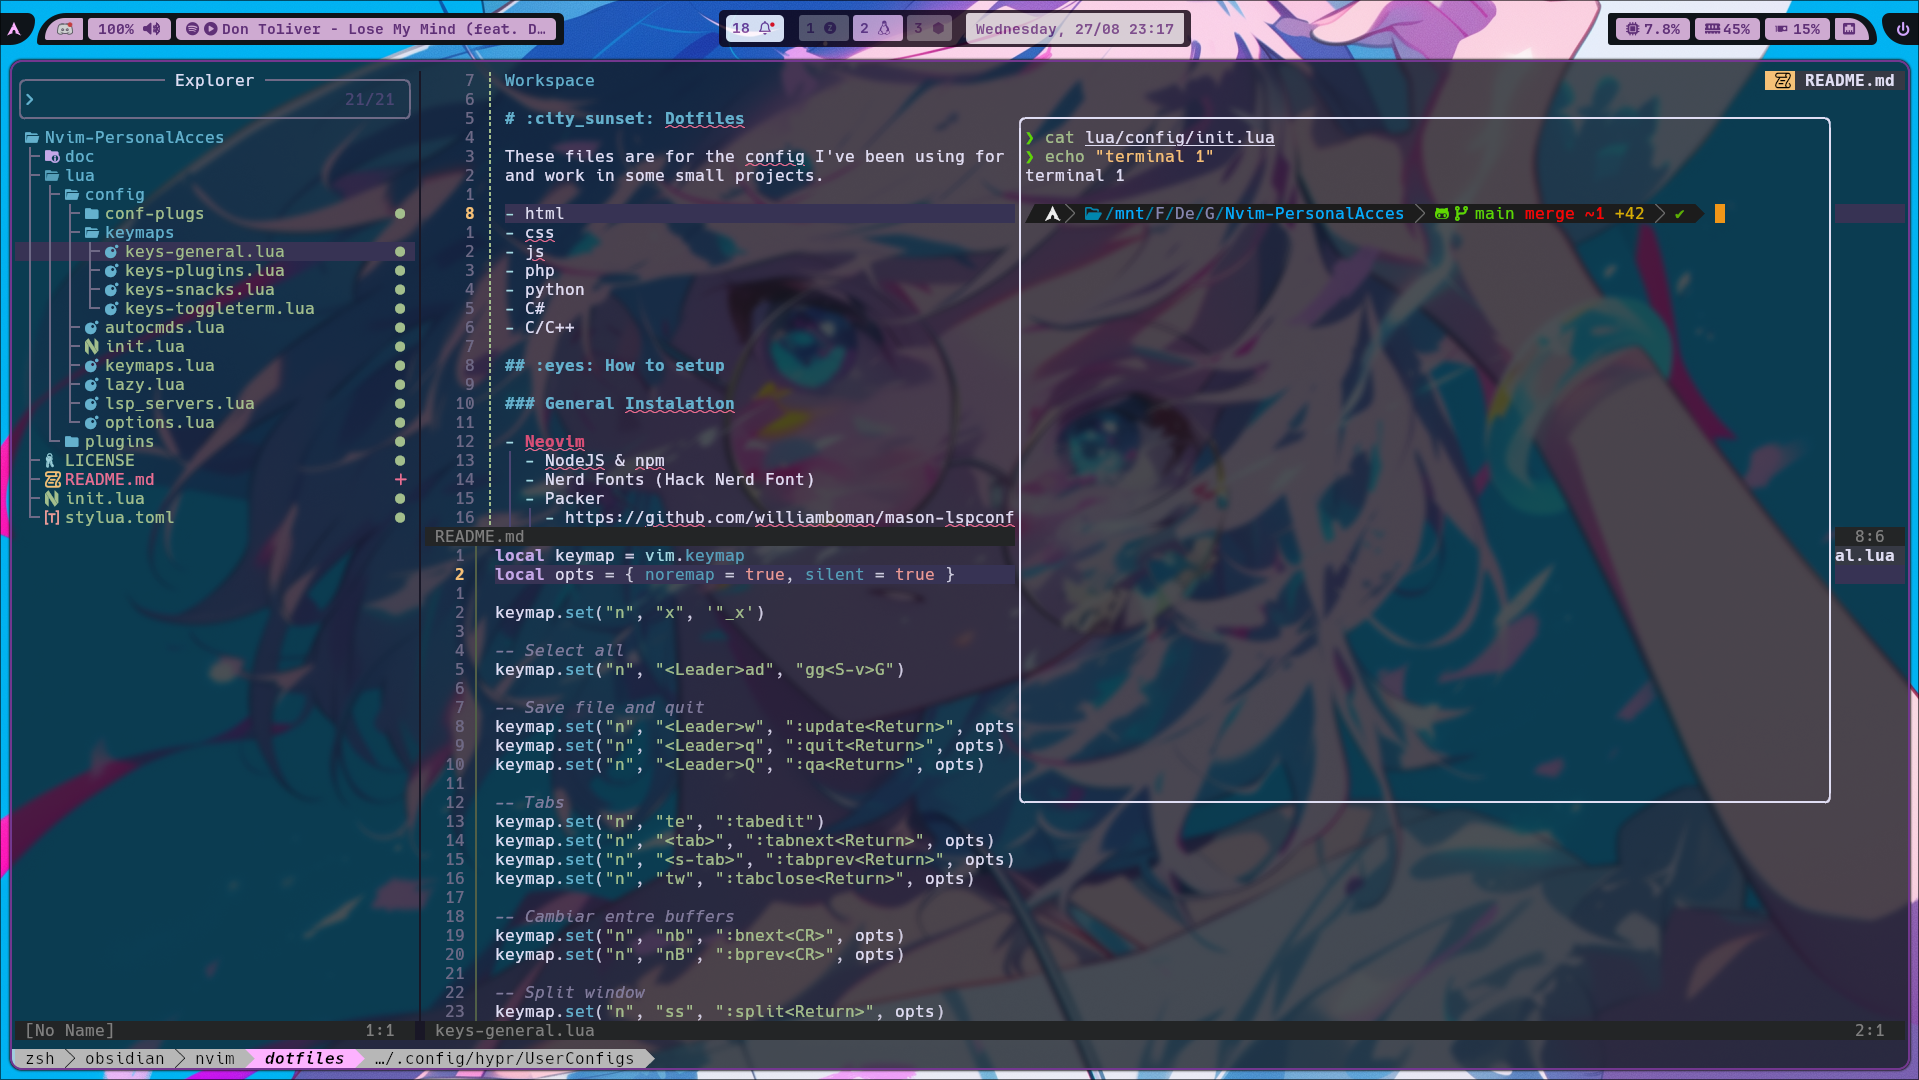 100%
Don Toliver - Lose My Mind (feat. D…
18
1
2
3
Wednesday, 27/08 23:17
7.8%
45%
15%
Explorer
21/21
Nvim-PersonalAcces
doc
lua
config
conf-plugs
keymaps
keys-general.lua
keys-plugins.lua
keys-snacks.lua
keys-toggleterm.lua
autocmds.lua
init.lua
keymaps.lua
lazy.lua
lsp_servers.lua
options.lua
plugins
LICENSE
README.md +
init.lua
stylua.toml
[No Name] 1:1
README.md
7 Workspace
6
5 # :city_sunset: Dotfiles
4
3 These files are for the config I've been using for
2 and work in some small projects.
1
8 - html
1 - css
2 - js
3 - php
4 - python
5 - C#
6 - C/C++
7
8 ## :eyes: How to setup
9
10 ### General Instalation
11
12 - Neovim
13 - NodeJS & npm
14 - Nerd Fonts (Hack Nerd Font)
15 - Packer
16 - https://github.com/williamboman/mason-lspconf
README.md 8:6
al.lua
1 local keymap = vim.keymap
2 local opts = { noremap = true, silent = true }
1
2 keymap.set("n", "x", '"_x')
3
4 -- Select all
5 keymap.set("n", "<Leader>ad", "gg<S-v>G")
6
7 -- Save file and quit
8 keymap.set("n", "<Leader>w", ":update<Return>", opts
9 keymap.set("n", "<Leader>q", ":quit<Return>", opts)
10 keymap.set("n", "<Leader>Q", ":qa<Return>", opts)
11
12 -- Tabs
13 keymap.set("n", "te", ":tabedit")
14 keymap.set("n", "<tab>", ":tabnext<Return>", opts)
15 keymap.set("n", "<s-tab>", ":tabprev<Return>", opts)
16 keymap.set("n", "tw", ":tabclose<Return>", opts)
17
18 -- Cambiar entre buffers
19 keymap.set("n", "nb", ":bnext<CR>", opts)
20 keymap.set("n", "nB", ":bprev<CR>", opts)
21
22 -- Split window
23 keymap.set("n", "ss", ":split<Return>", opts)
keys-general.lua 2:1
❯ cat lua/config/init.lua
❯ echo "terminal 1"
terminal 1
/mnt/F/De/G/Nvim-PersonalAcces main merge ~1 +42 ✔
zsh obsidian nvim dotfiles …/.config/hypr/UserConfigs